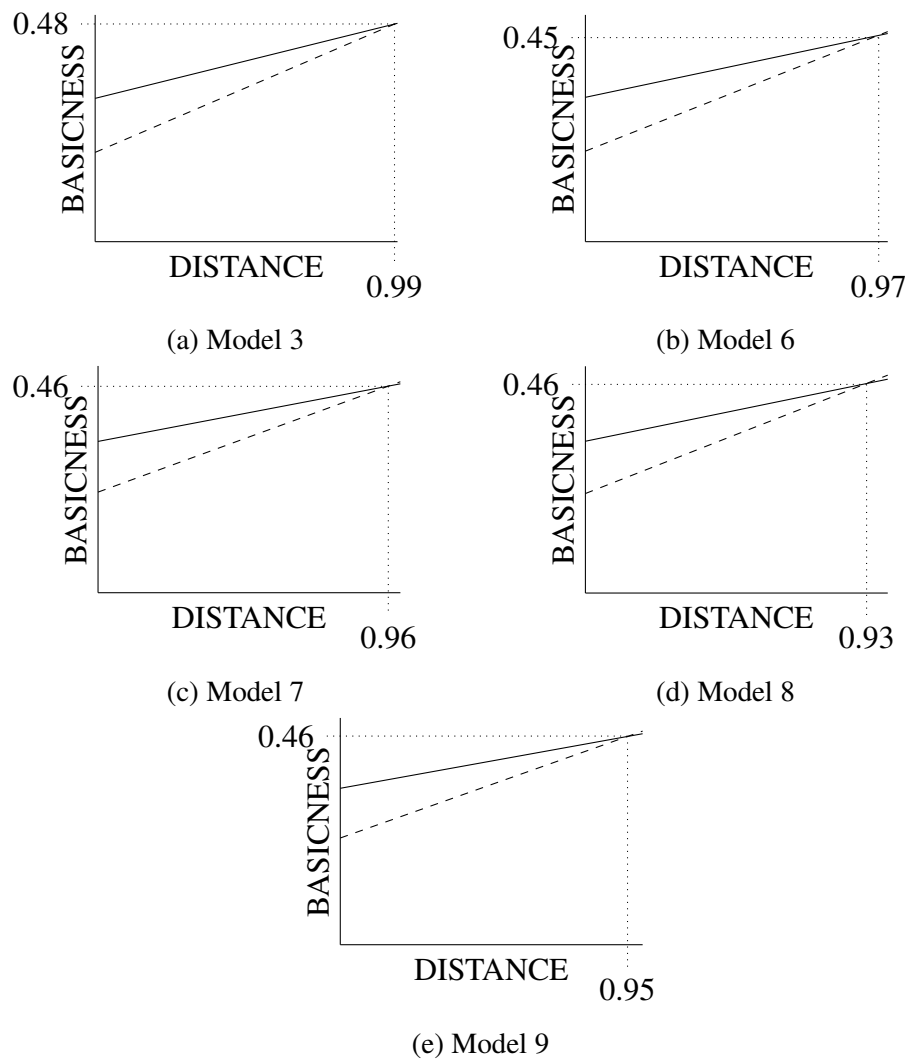 0.48
BASICNESS
DISTANCE
0.99
(a) Model 3
0.45
BASICNESS
DISTANCE
0.97
(b) Model 6
0.46
BASICNESS
DISTANCE
0.96
(c) Model 7
0.46
BASICNESS
DISTANCE
0.93
(d) Model 8
0.46
BASICNESS
DISTANCE
0.95
(e) Model 9